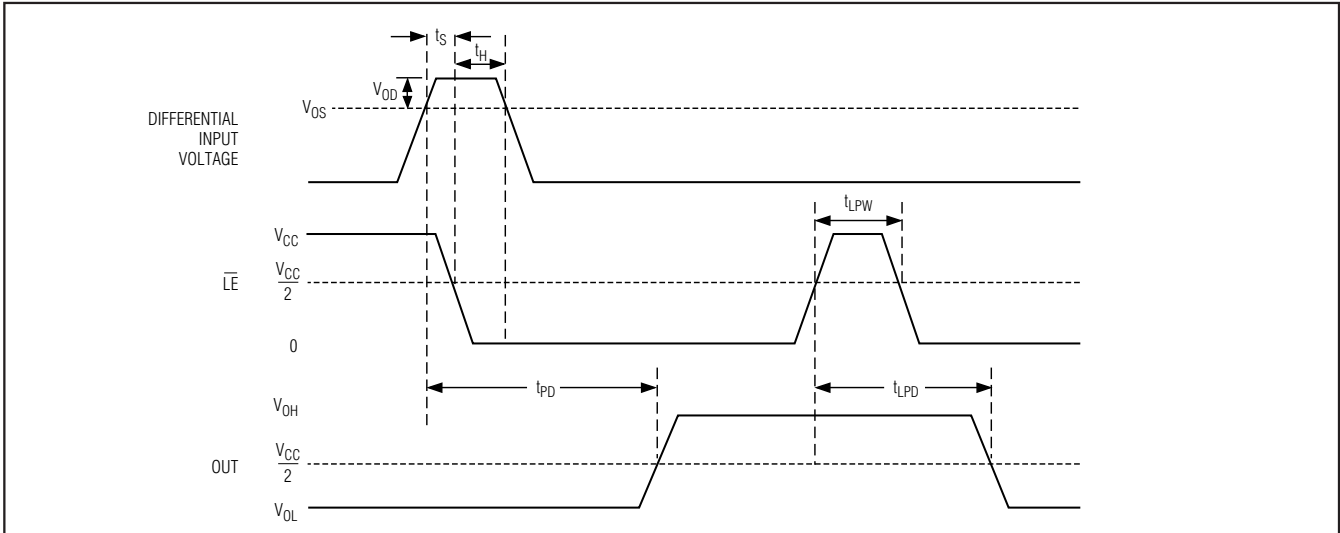 tS
tH
VOD
VOS
DIFFERENTIAL
INPUT
VOLTAGE
tLPW
VCC
LE
VCC
2
0
tPD
tLPD
VOH
OUT
VCC
2
VOL